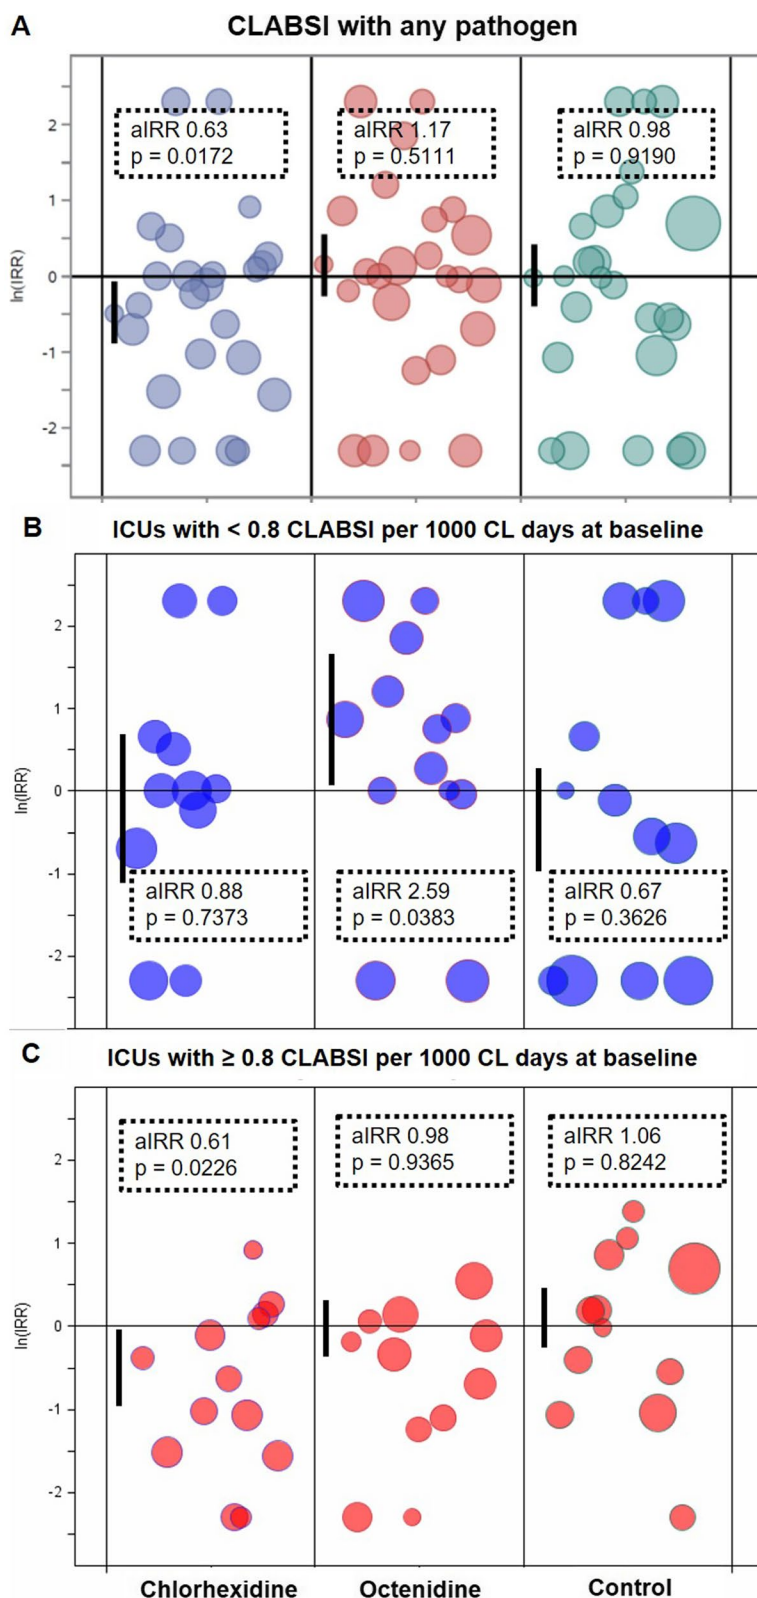 A
CLABSI with any pathogen
ln(IRR)
2
1
0
-1
-2
aIRR 0.63
p = 0.0172
aIRR 1.17
p = 0.5111
aIRR 0.98
p = 0.9190
B
ICUs with < 0.8 CLABSI per 1000 CL days at baseline
ln(IRR)
2
1
0
-1
-2
aIRR 0.88
p = 0.7373
aIRR 2.59
p = 0.0383
aIRR 0.67
p = 0.3626
C
ICUs with ≥ 0.8 CLABSI per 1000 CL days at baseline
ln(IRR)
2
1
0
-1
-2
aIRR 0.61
p = 0.0226
aIRR 0.98
p = 0.9365
aIRR 1.06
p = 0.8242
Chlorhexidine
Octenidine
Control